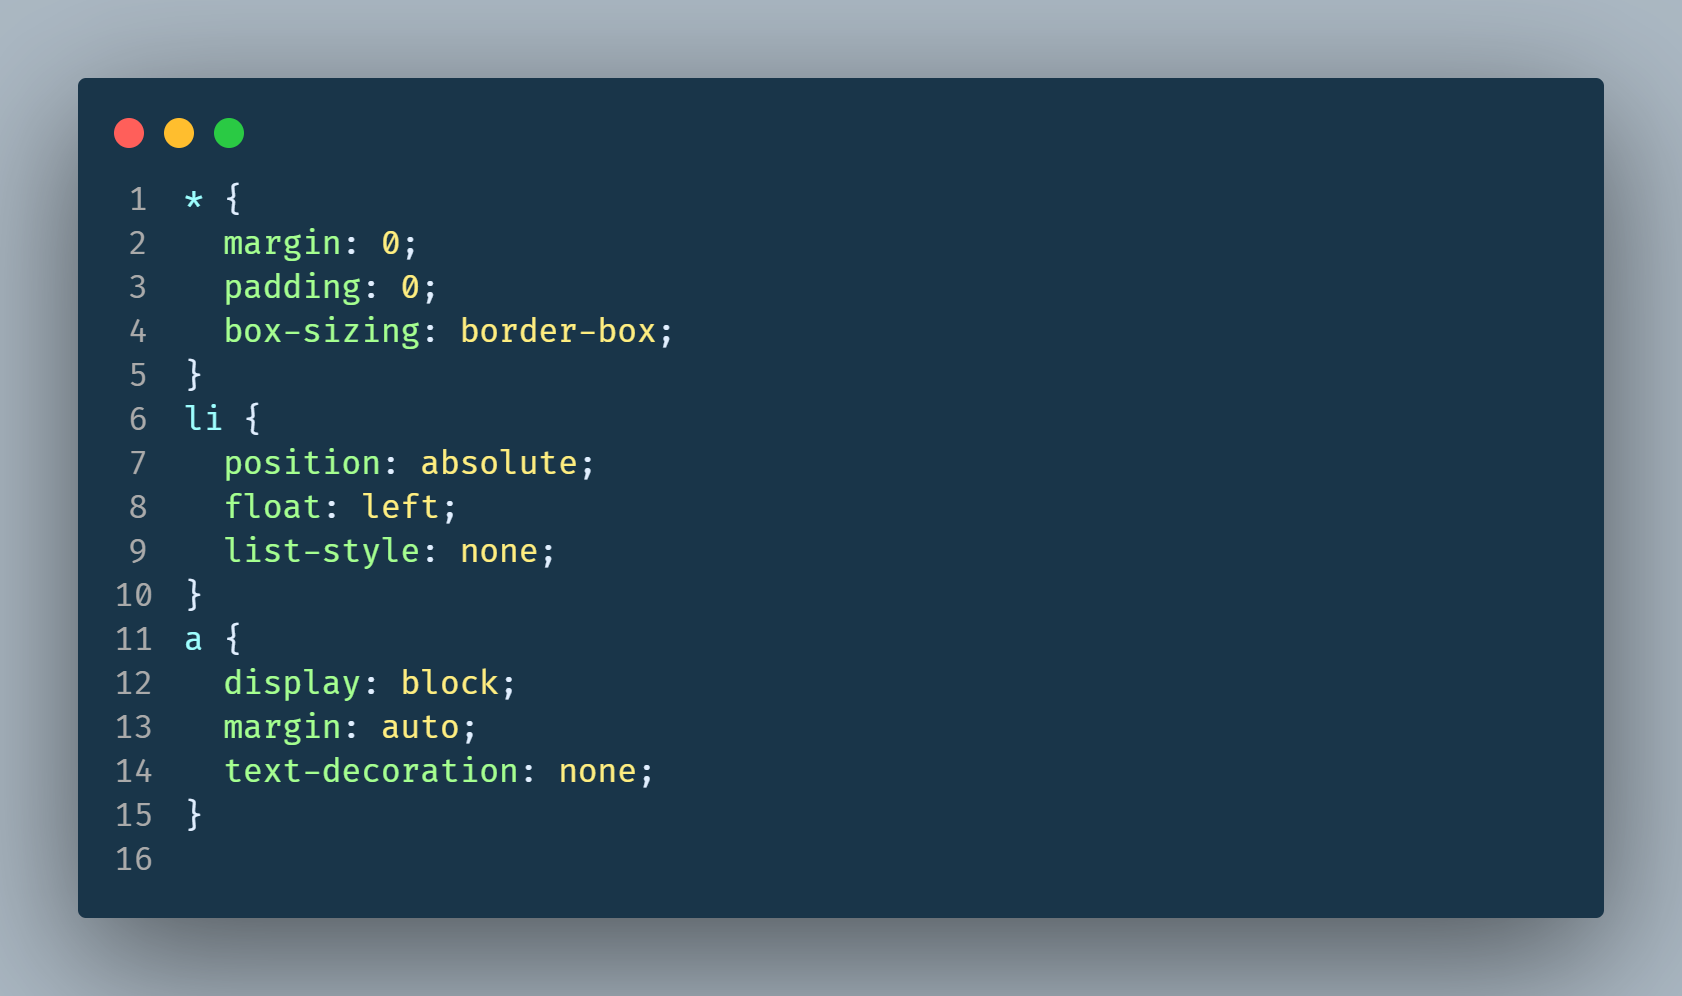 1 * {
2   margin: 0;
3   padding: 0;
4   box-sizing: border-box;
5 }
6 li {
7   position: absolute;
8   float: left;
9   list-style: none;
10 }
11 a {
12   display: block;
13   margin: auto;
14   text-decoration: none;
15 }
16